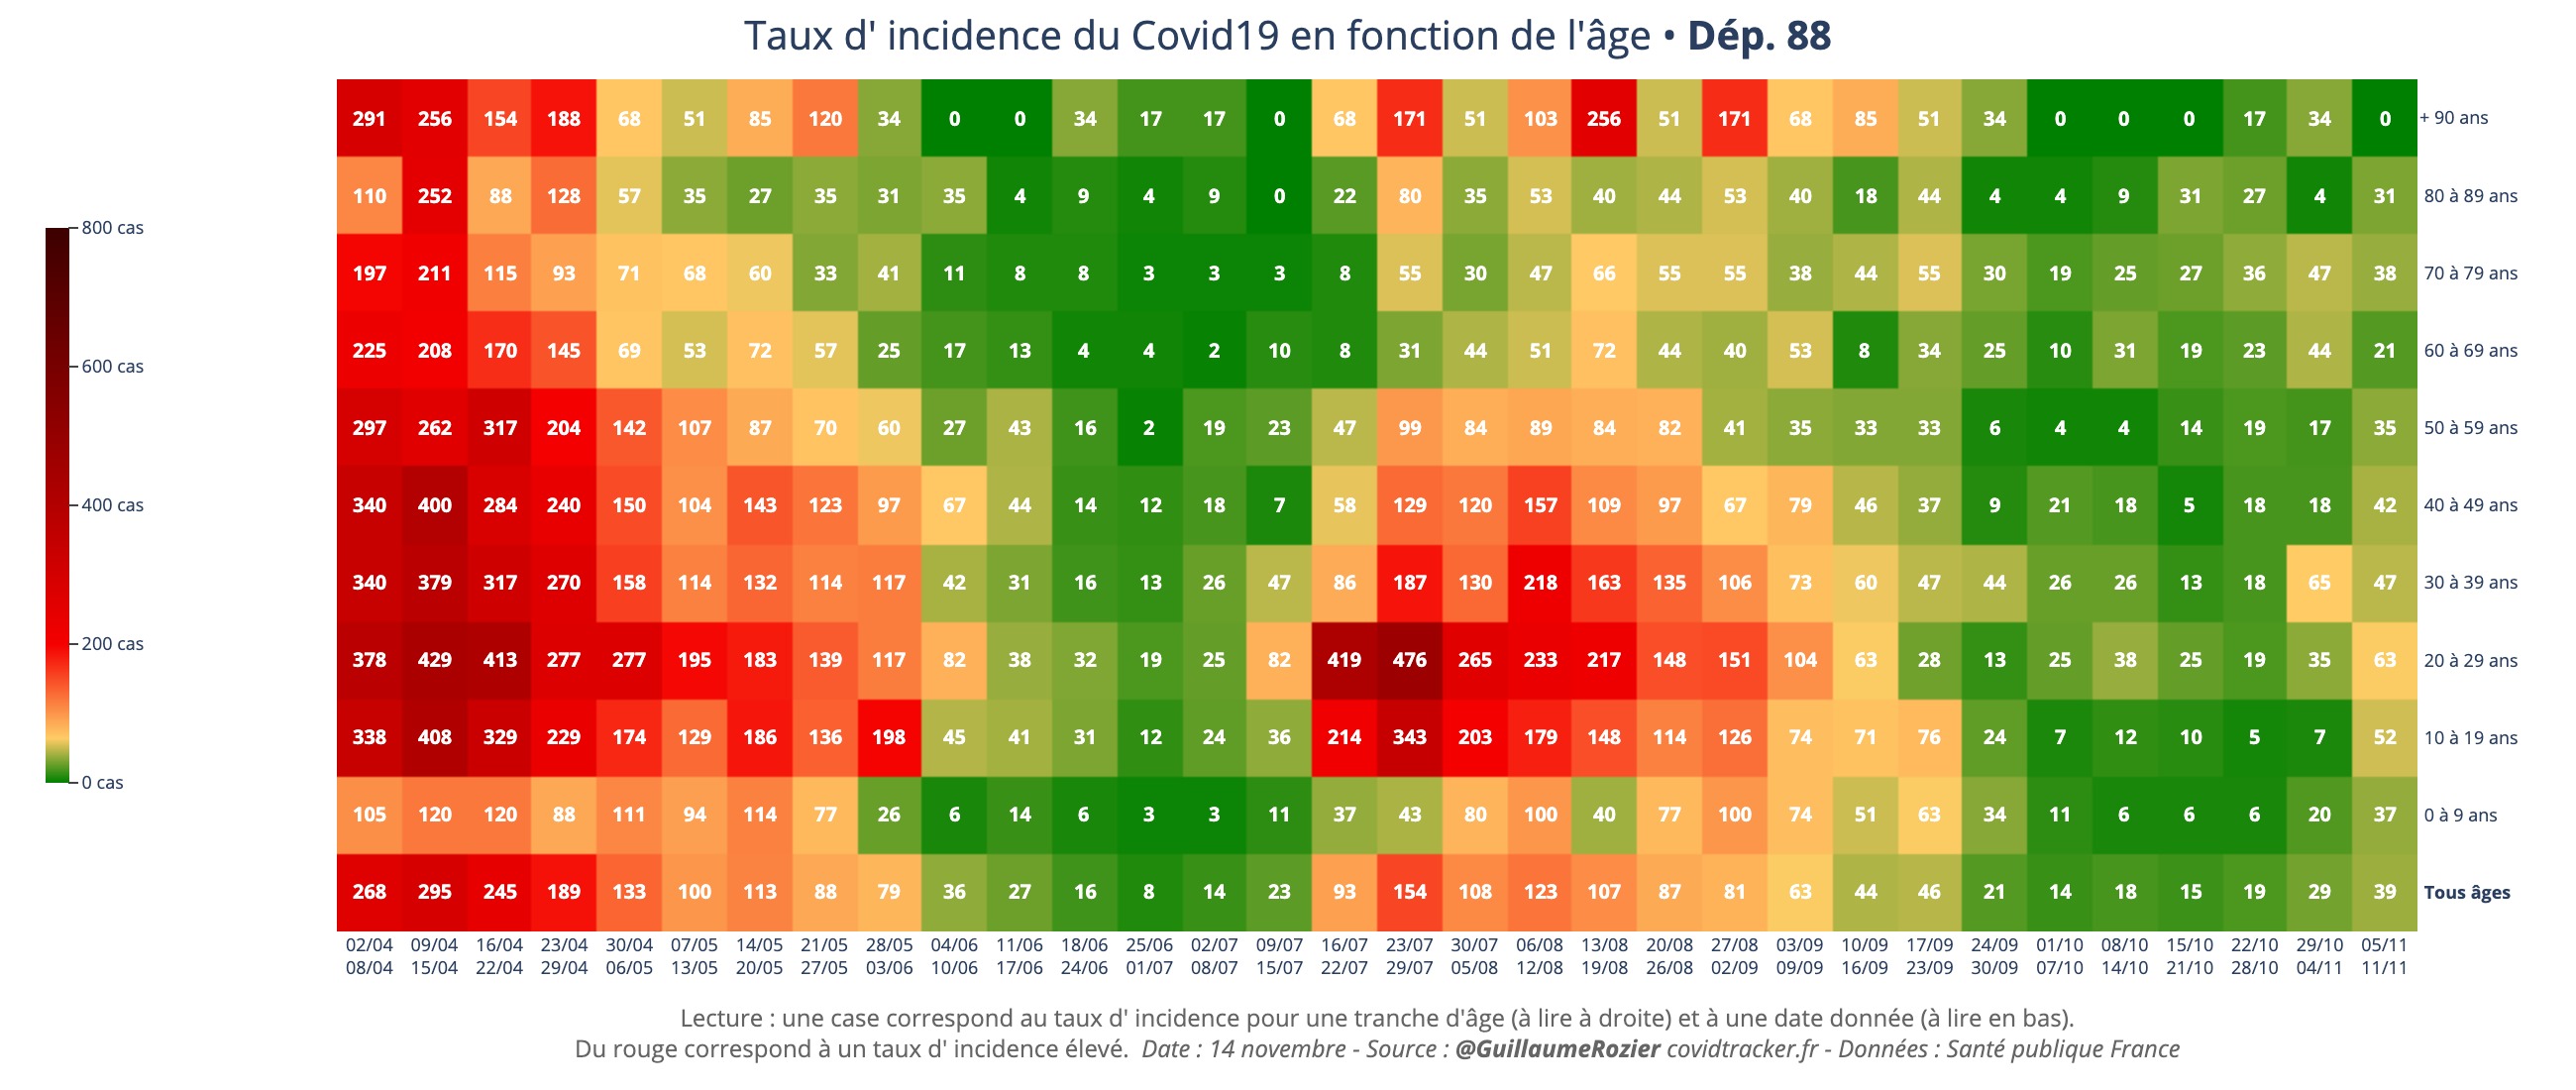 Taux d' incidence du Covid19 en fonction de l'âge • Dép. 88
291 256 154 188 68 51 85 120 34 0 0 34 17 17 0 68 171 51 103 256 51 171 68 85 51 34 0 0 0 17 34 0 + 90 ans
110 252 88 128 57 35 27 35 31 35 4 9 4 9 0 22 80 35 53 40 44 53 40 18 44 4 4 9 31 27 4 31 80 à 89 ans
800 cas
197 211 115 93 71 68 60 33 41 11 8 8 3 3 3 8 55 30 47 66 55 55 38 44 55 30 19 25 27 36 47 38 70 à 79 ans
225 208 170 145 69 53 72 57 25 17 13 4 4 2 10 8 31 44 51 72 44 40 53 8 34 25 10 31 19 23 44 21 60 à 69 ans
600 cas
297 262 317 204 142 107 87 70 60 27 43 16 2 19 23 47 99 84 89 84 82 41 35 33 33 6 4 4 14 19 17 35 50 à 59 ans
400 cas
340 400 284 240 150 104 143 123 97 67 44 14 12 18 7 58 129 120 157 109 97 67 79 46 37 9 21 18 5 18 18 42 40 à 49 ans
340 379 317 270 158 114 132 114 117 42 31 16 13 26 47 86 187 130 218 163 135 106 73 60 47 44 26 26 13 18 65 47 30 à 39 ans
200 cas
378 429 413 277 277 195 183 139 117 82 38 32 19 25 82 419 476 265 233 217 148 151 104 63 28 13 25 38 25 19 35 63 20 à 29 ans
338 408 329 229 174 129 186 136 198 45 41 31 12 24 36 214 343 203 179 148 114 126 74 71 76 24 7 12 10 5 7 52 10 à 19 ans
0 cas
105 120 120 88 111 94 114 77 26 6 14 6 3 3 11 37 43 80 100 40 77 100 74 51 63 34 11 6 6 6 20 37 0 à 9 ans
268 295 245 189 133 100 113 88 79 36 27 16 8 14 23 93 154 108 123 107 87 81 63 44 46 21 14 18 15 19 29 39 Tous âges
02/04 09/04 16/04 23/04 30/04 07/05 14/05 21/05 28/05 04/06 11/06 18/06 25/06 02/07 09/07 16/07 23/07 30/07 06/08 13/08 20/08 27/08 03/09 10/09 17/09 24/09 01/10 08/10 15/10 22/10 29/10 05/11
08/04 15/04 22/04 29/04 06/05 13/05 20/05 27/05 03/06 10/06 17/06 24/06 01/07 08/07 15/07 22/07 29/07 05/08 12/08 19/08 26/08 02/09 09/09 16/09 23/09 30/09 07/10 14/10 21/10 28/10 04/11 11/11
Lecture : une case correspond au taux d' incidence pour une tranche d'âge (à lire à droite) et à une date donnée (à lire en bas).
Du rouge correspond à un taux d' incidence élevé. Date : 14 novembre - Source : @GuillaumeRozier covidtracker.fr - Données : Santé publique France